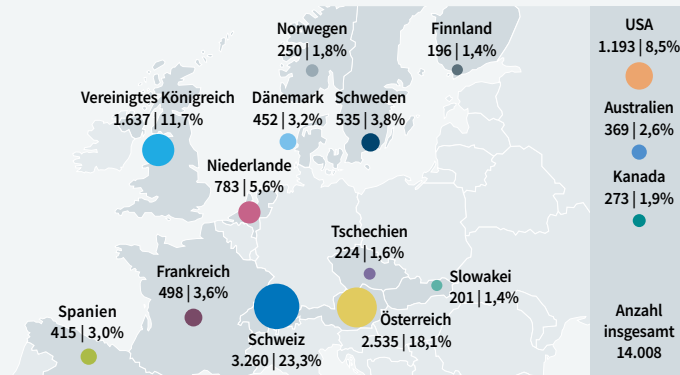 Norwegen
250 | 1,8%
Finnland
196 | 1,4%
USA
1.193 | 8,5%
Vereinigtes Königreich
1.637 | 11,7%
Dänemark
452 | 3,2%
Schweden
535 | 3,8%
Australien
369 | 2,6%
Niederlande
783 | 5,6%
Kanada
273 | 1,9%
Tschechien
224 | 1,6%
Frankreich
498 | 3,6%
Slowakei
201 | 1,4%
Spanien
415 | 3,0%
Schweiz
3.260 | 23,3%
Österreich
2.535 | 18,1%
Anzahl
insgesamt
14.008